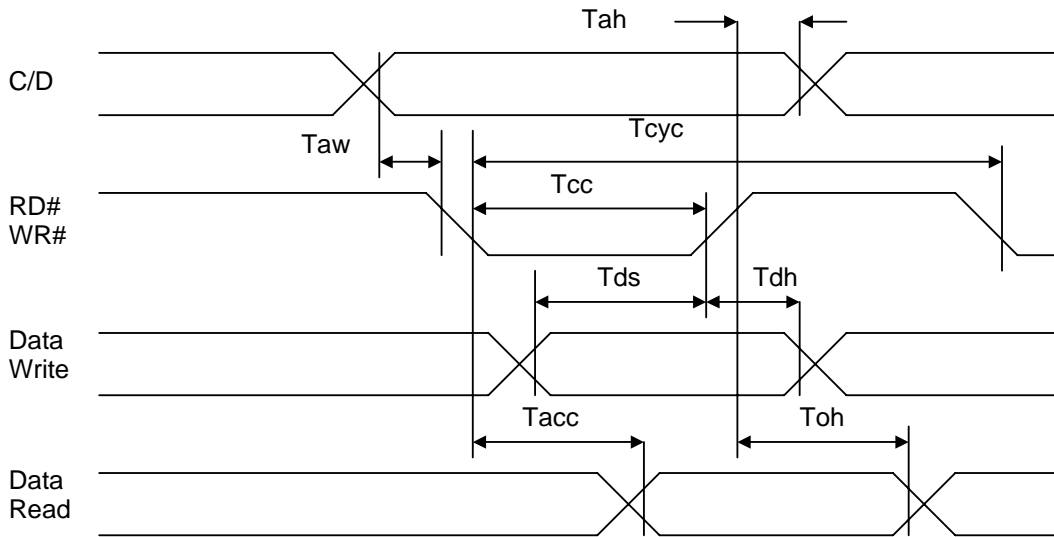 Tah
C/D
Tcyc
Taw
Tcc
RD#
WR#
Tds
Tdh
Data
Write
Tacc
Toh
Data
Read